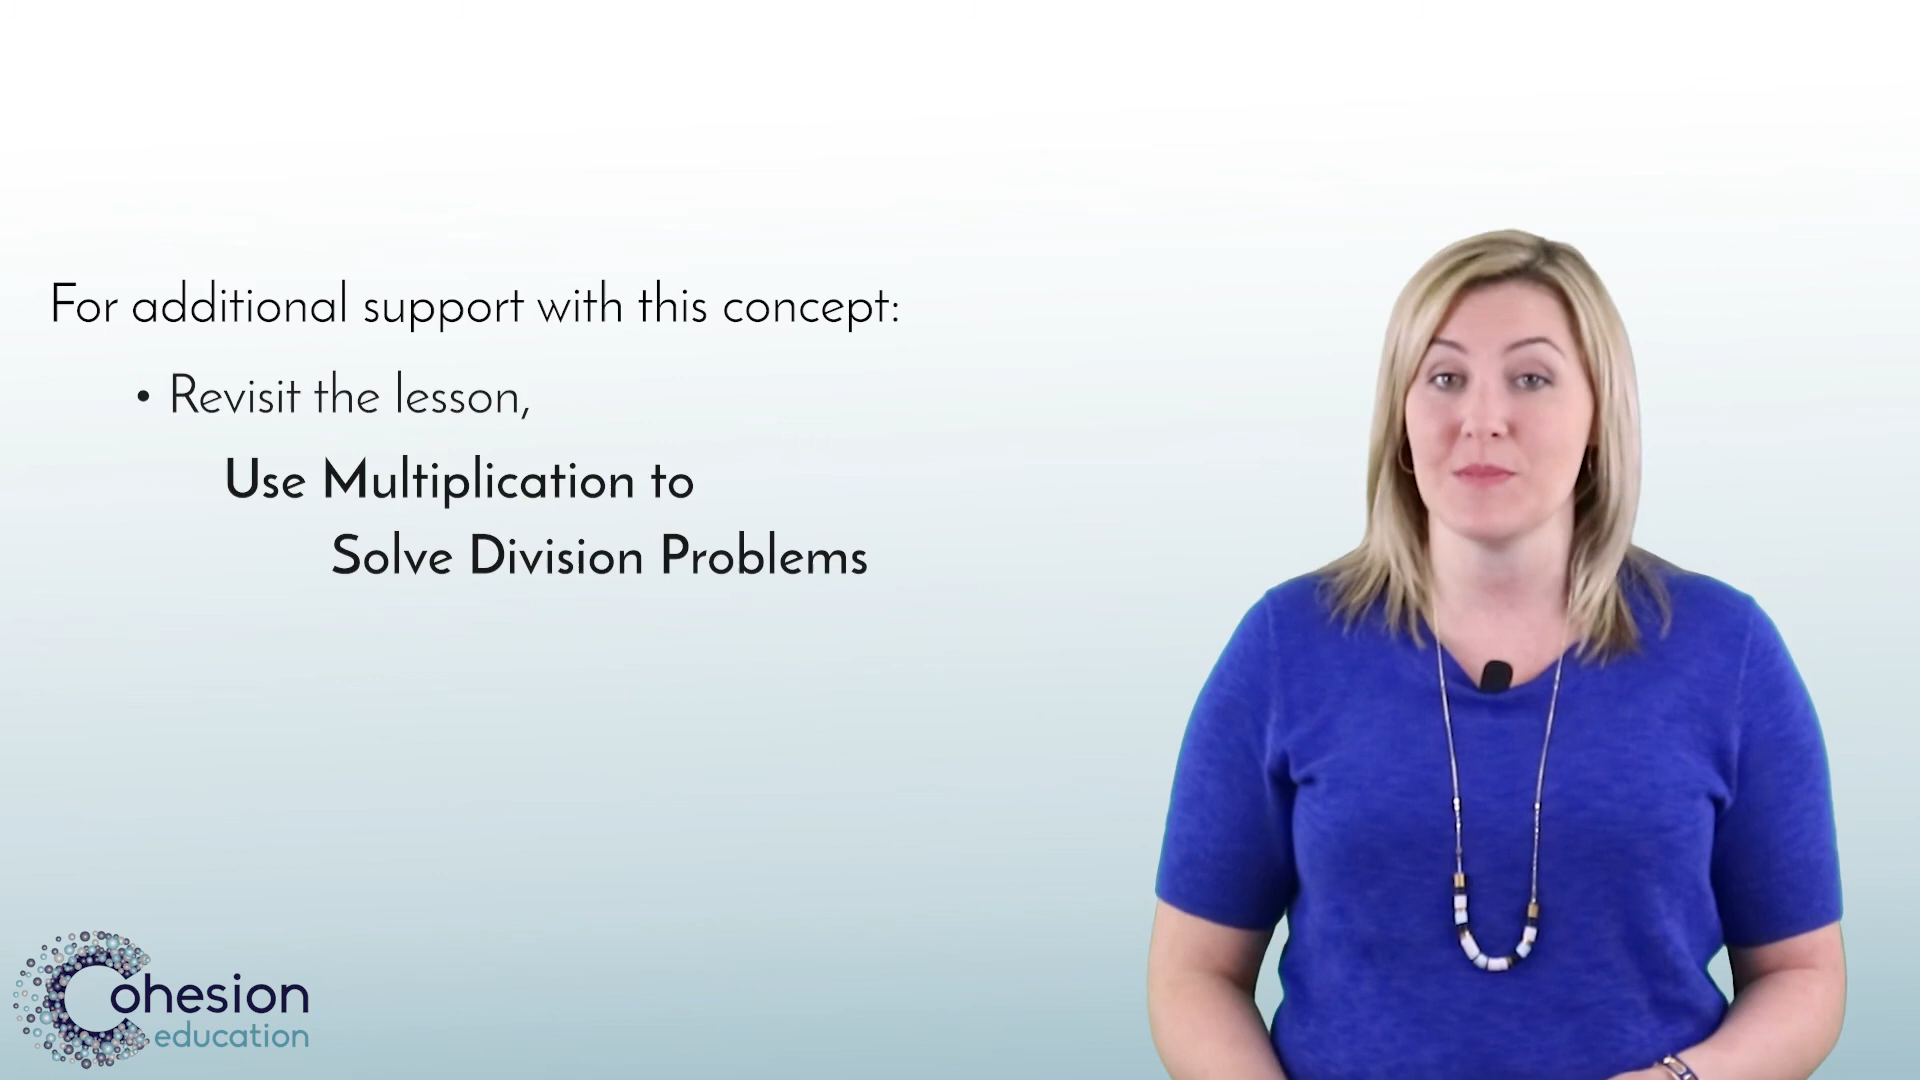 For additional support with this concept:
• Revisit the lesson,
Use Multiplication to
Solve Division Problems
Cohesion
education